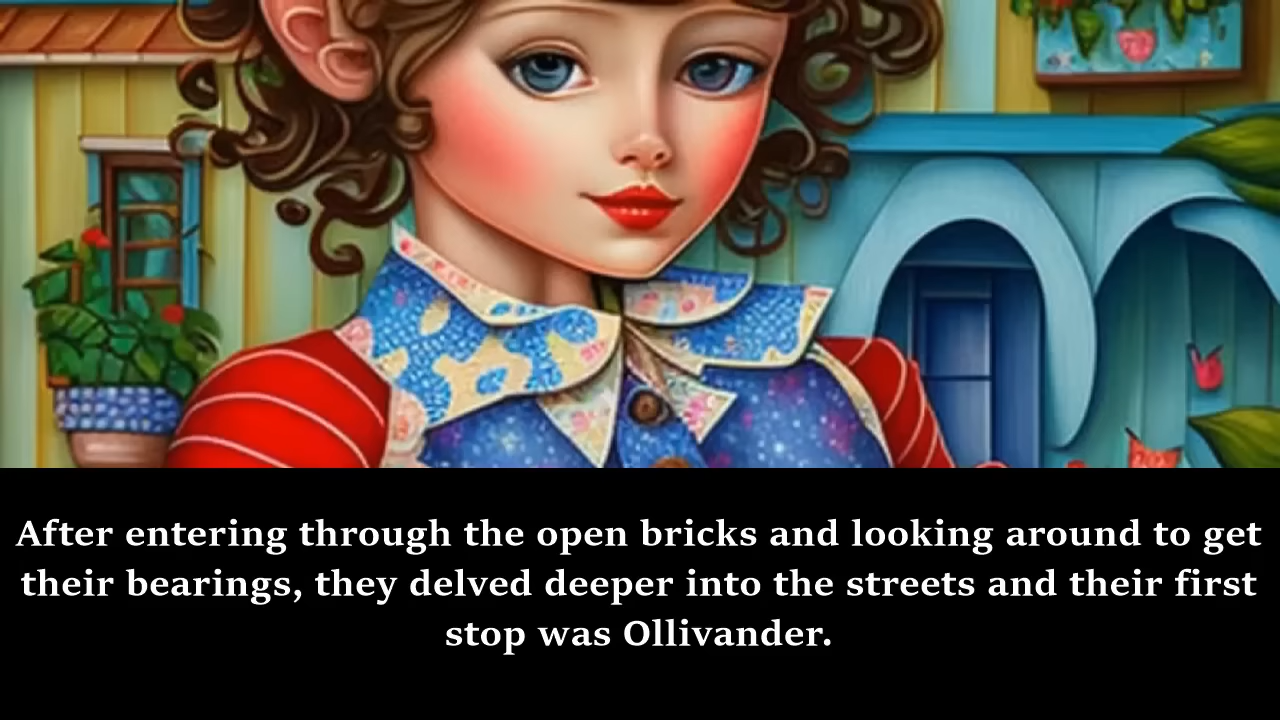 After entering through the open bricks and looking around to get
their bearings, they delved deeper into the streets and their first
stop was Ollivander.